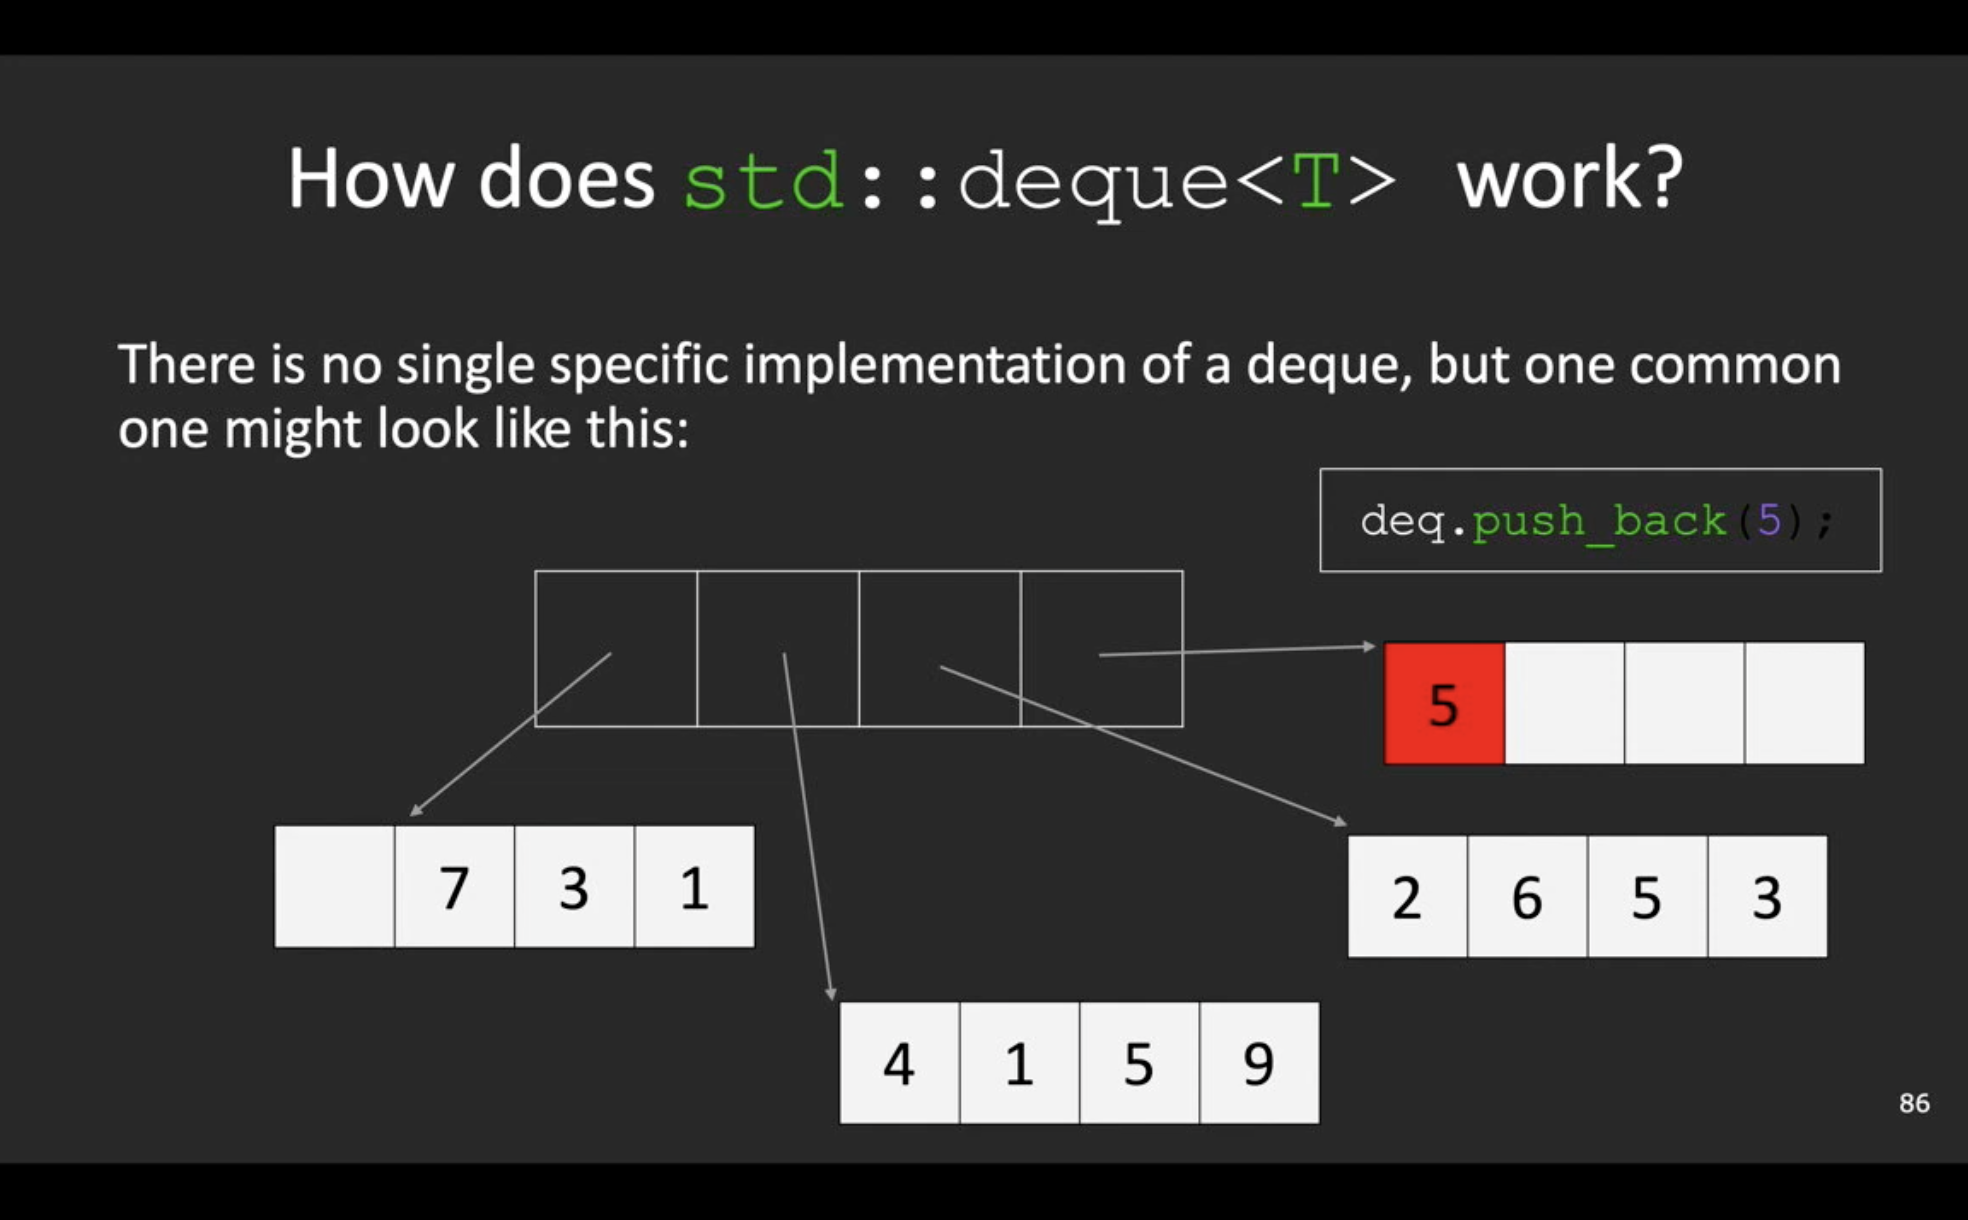 How does std::deque<T> work?
There is no single specific implementation of a deque, but one common
one might look like this:
deq.push_back(5);
5
7 3 1
2 6 5 3
4 1 5 9
86